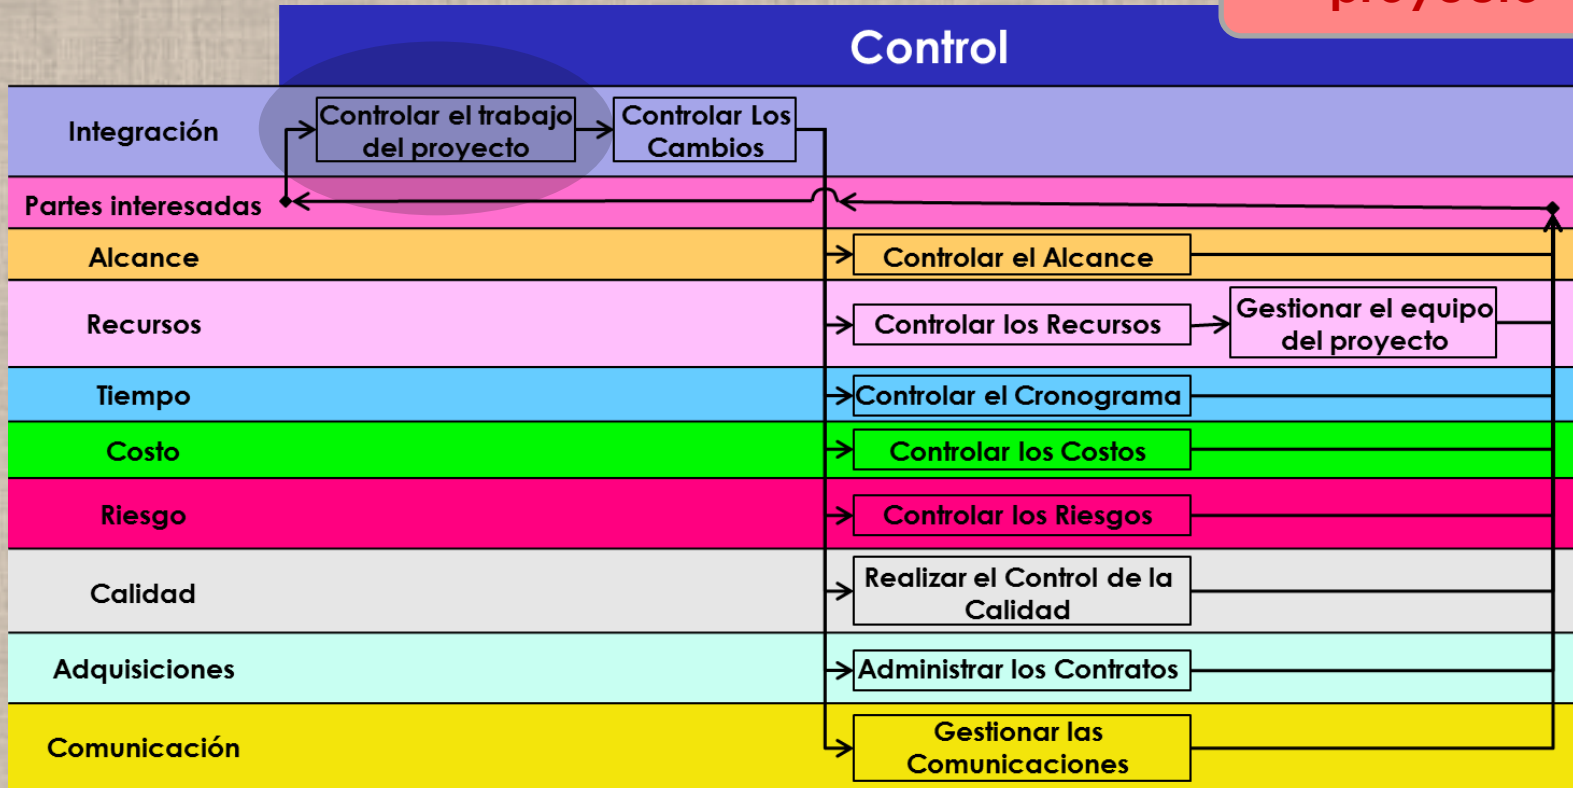 proyecto
Control
Integración
Controlar el trabajo
del proyecto
Controlar Los
Cambios
Partes interesadas
Alcance
Controlar el Alcance
Recursos
Controlar los Recursos
Gestionar el equipo
del proyecto
Tiempo
Controlar el Cronograma
Costo
Controlar los Costos
Riesgo
Controlar los Riesgos
Calidad
Realizar el Control de la
Calidad
Adquisiciones
Administrar los Contratos
Comunicación
Gestionar las
Comunicaciones